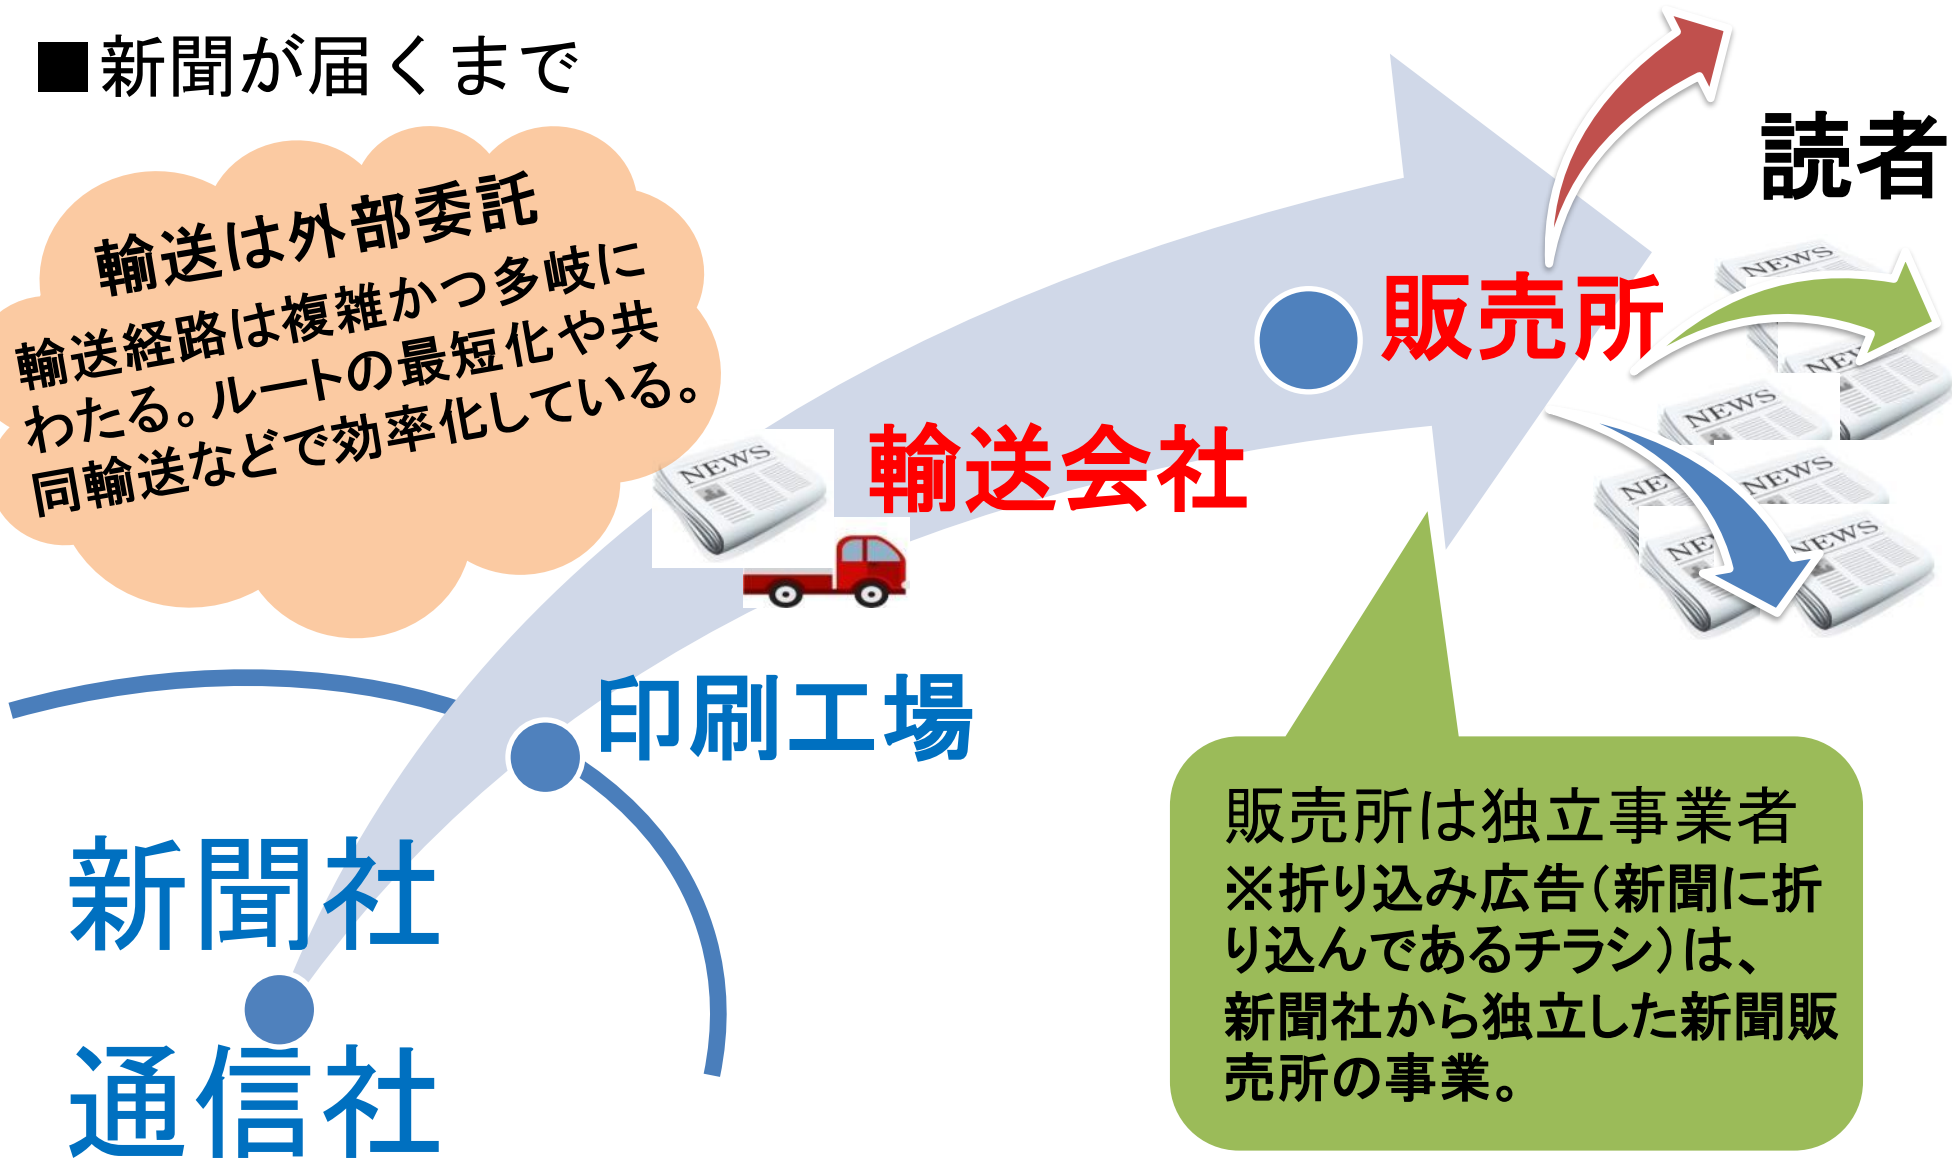 ■新聞が届くまで
読者
輸送は外部委託
輸送経路は複雑かつ多岐に
わたる。ルートの最短化や共
同輸送などで効率化している。
販売所
NEWS
NEWS
NEWS
輸送会社
NEWS
NEWS
印刷工場
新聞社
通信社
販売所は独立事業者
※折り込み広告(新聞に折
り込んであるチラシ)は、
新聞社から独立した新聞販
売所の事業。